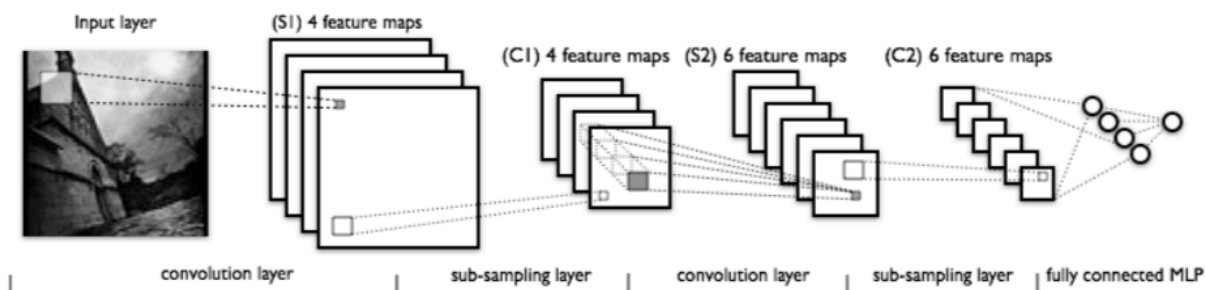 Input layer
(S1) 4 feature maps
(C1) 4 feature maps
(S2) 6 feature maps
(C2) 6 feature maps
convolution layer
sub-sampling layer
convolution layer
sub-sampling layer
fully connected MLP